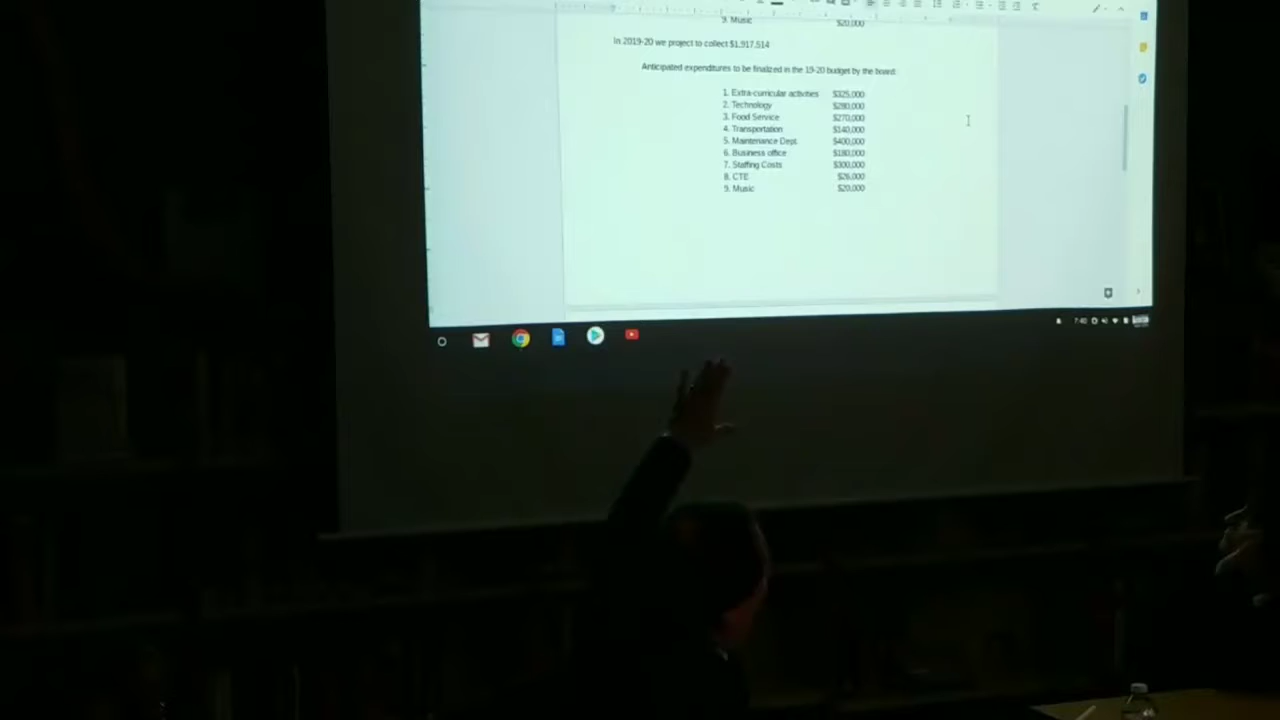 9. Music $20,000
In 2019-20 we project to collect $1,917,514
Anticipated expenditures to be finalized in the 19-20 budget by the board:
1. Extra-curricular activities $325,000
2. Technology $280,000
3. Food Service $270,000
4. Transportation $140,000
5. Maintenance Dept. $400,000
6. Business office $180,000
7. Staffing Costs $300,000
8. CTE $26,000
9. Music $20,000
7:40